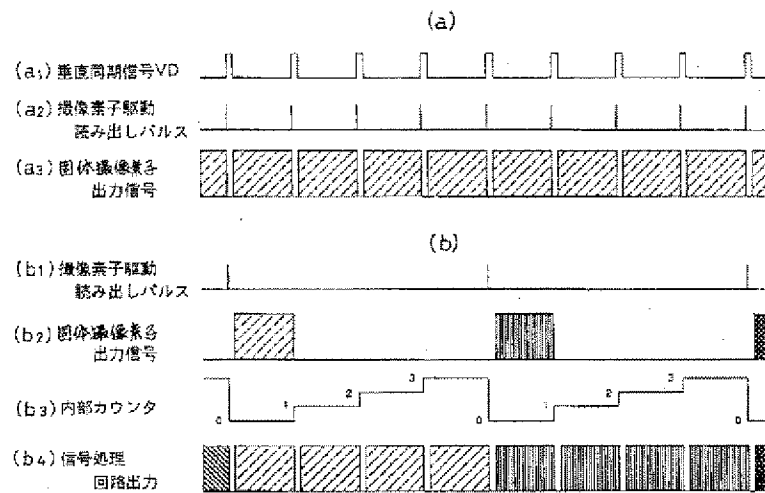 (a)
(a₁) 垂直同期信号VD
(a₂) 撮像素子駆動
読み出しパルス
(a₃) 固体撮像素子
出力信号
(b)
(b₁) 撮像素子駆動
読み出しパルス
(b₂) 固体撮像素子
出力信号
(b₃) 内部カウンタ
0 1 2 3 0 1 2 3 0
(b₄) 信号処理
回路出力